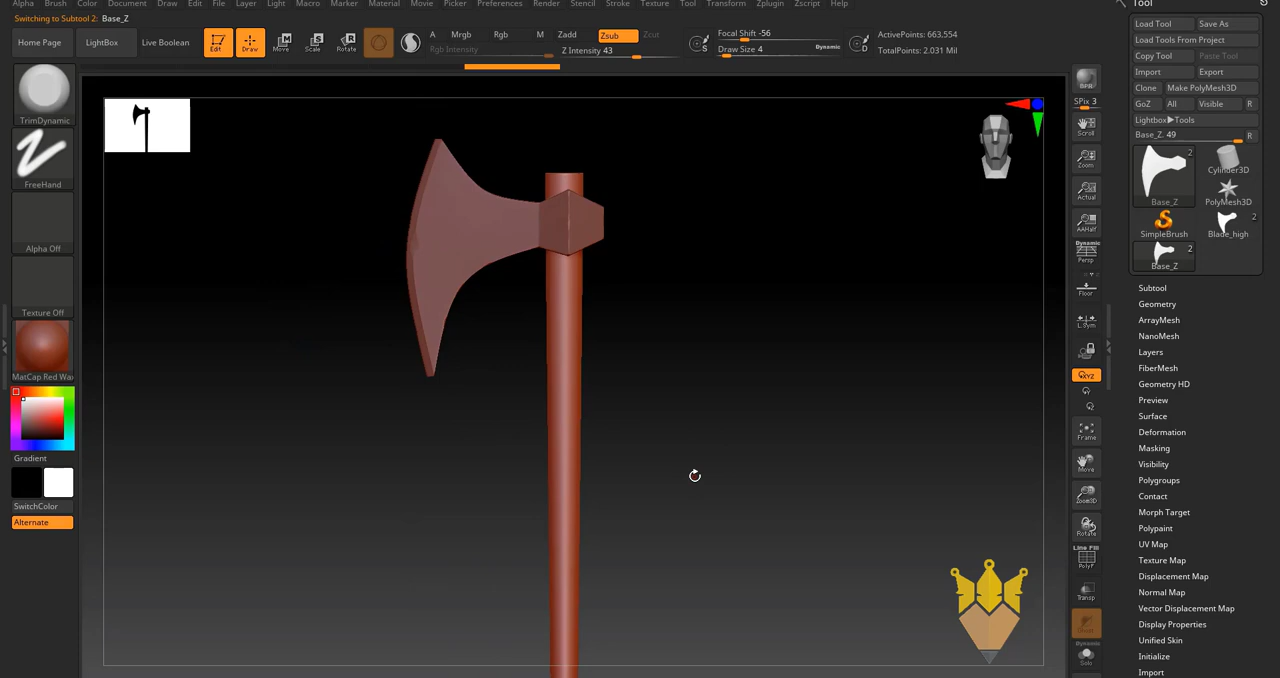 Alpha Brush Color Document Draw Edit File Layer Light Macro Marker Material Movie Picker Preferences Render Stencil Stroke Texture Tool Transform Zplugin Zscript Help
Switching to Subtool 2: Base_Z
Home Page LightBox Live Boolean Edit Draw Move Scale Rotate
A Mrgb Rgb M Zadd Zsub Zcut
Rgb Intensity Z Intensity 43
S Focal Shift -56
Draw Size 4 Dynamic D
ActivePoints: 663,554
TotalPoints: 2.031 Mil
TrimDynamic
FreeHand
Alpha Off
Texture Off
MatCap Red Wax
Gradient
SwitchColor
Alternate
BPR
SPix 3
Scroll
Zoom
Actual
AAHalf
Dynamic
Persp
Floor
L.Sym
XYZ
Frame
Move
Zoom3D
Rotate
Line Fill
PolyF
Transp
Dynamic
Solo
Tool
Load Tool Save As
Load Tools From Project
Copy Tool Paste Tool
Import Export
Clone Make PolyMesh3D
GoZ All Visible R
Lightbox▶Tools
Base_Z. 49 R
2
Base_Z
Cylinder3D
PolyMesh3D
SimpleBrush
2
Blade_high
2
Base_Z
Subtool
Geometry
ArrayMesh
NanoMesh
Layers
FiberMesh
Geometry HD
Preview
Surface
Deformation
Masking
Visibility
Polygroups
Contact
Morph Target
Polypaint
UV Map
Texture Map
Displacement Map
Normal Map
Vector Displacement Map
Display Properties
Unified Skin
Initialize
Import